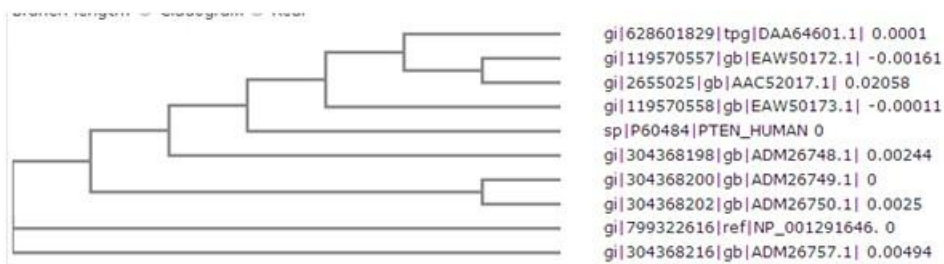 gi|628601829|tpg|DAA64601.1| 0.0001
gi|119570557|gb|EAW50172.1| -0.00161
gi|2655025|gb|AAC52017.1| 0.02058
gi|119570558|gb|EAW50173.1| -0.00011
sp|P60484|PTEN_HUMAN 0
gi|304368198|gb|ADM26748.1| 0.00244
gi|304368200|gb|ADM26749.1| 0
gi|304368202|gb|ADM26750.1| 0.0025
gi|799322616|ref|NP_001291646. 0
gi|304368216|gb|ADM26757.1| 0.00494